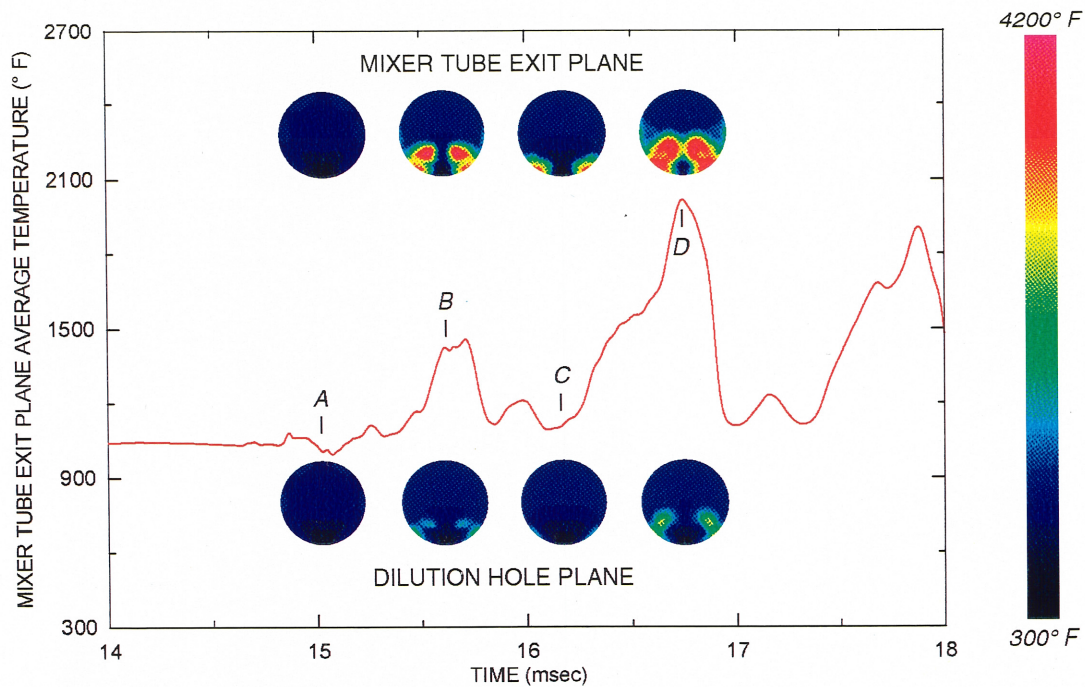 4200° F
2700
MIXER TUBE EXIT PLANE
2100
D
B
1500
C
A
900
DILUTION HOLE PLANE
300
300° F
14 15 16 17 18
TIME (msec)
MIXER TUBE EXIT PLANE AVERAGE TEMPERATURE (° F)